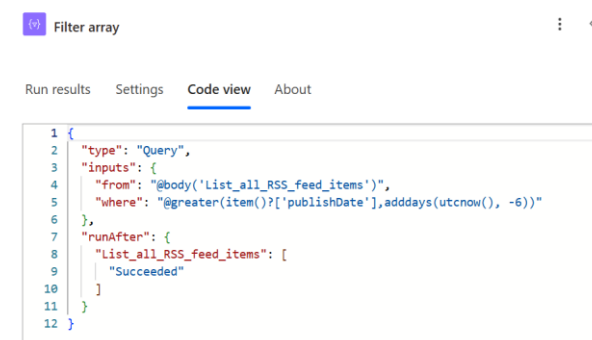 Filter array
Run results Settings Code view About
1 {
2 "type": "Query",
3 "inputs": {
4 "from": "@body('List_all_RSS_feed_items')",
5 "where": "@greater(item()?['publishDate'],adddays(utcnow(), -6))"
6 },
7 "runAfter": {
8 "List_all_RSS_feed_items": [
9 "Succeeded"
10 ]
11 }
12 }